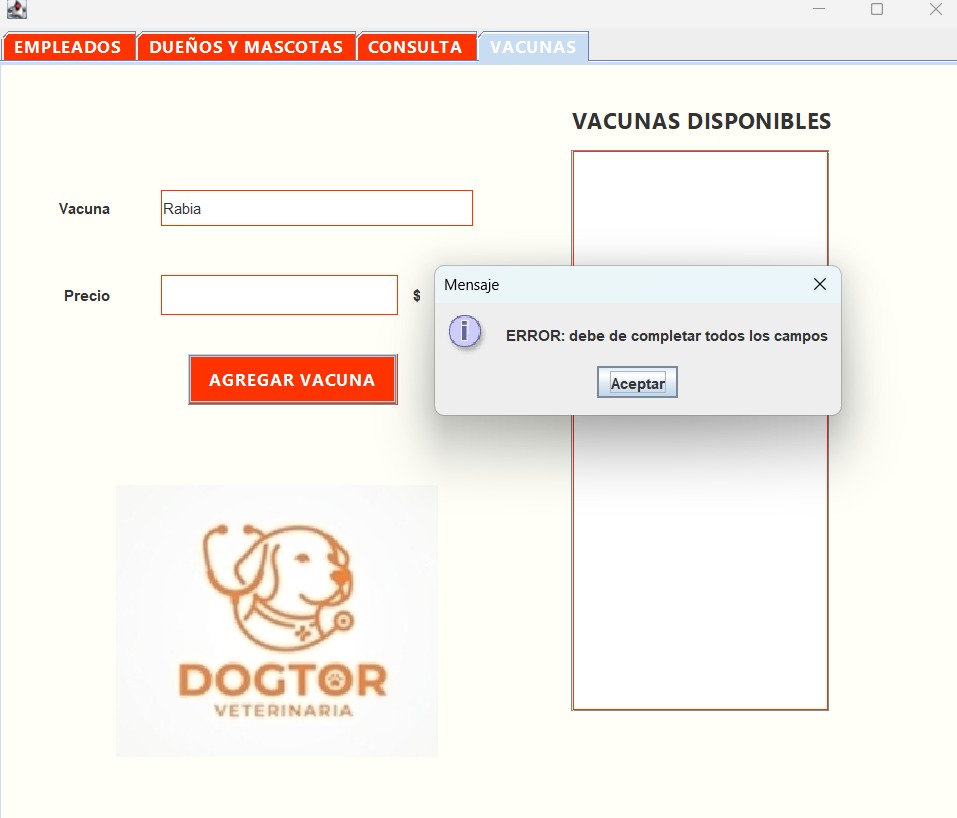 EMPLEADOS
DUEÑOS Y MASCOTAS
CONSULTA
VACUNAS
VACUNAS DISPONIBLES
Vacuna
Rabia
Precio
$
AGREGAR VACUNA
Mensaje
ERROR: debe de completar todos los campos
Aceptar
DOGTOR
VETERINARIA